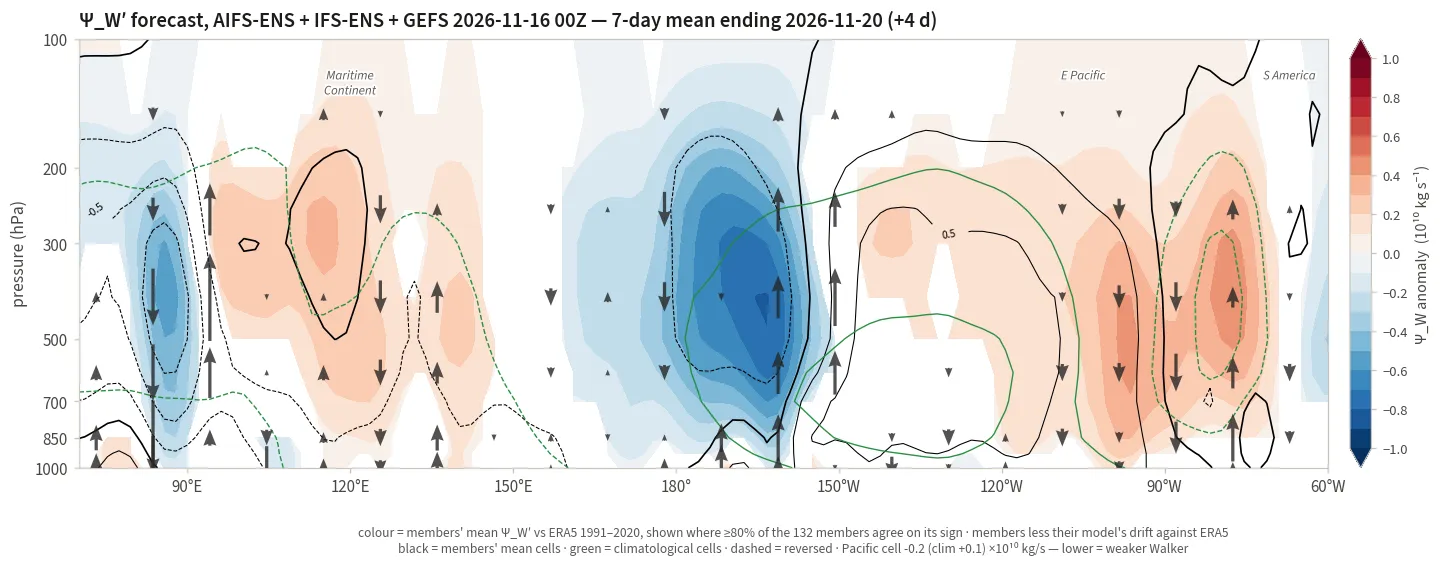 Ψ_W′ forecast, AIFS-ENS + IFS-ENS + GEFS 2026-11-16 00Z — 7-day mean ending 2026-11-20 (+4 d)
100
200
300
400
500
700
850
1000
pressure (hPa)
Maritime
Continent
E Pacific
S America
-0.5
0.5
90°E
120°E
150°E
180°
150°W
120°W
90°W
60°W
1.0
0.8
0.6
0.4
0.2
0.0
−0.2
−0.4
−0.6
−0.8
−1.0
Ψ_W anomaly (10¹⁰ kg s⁻¹)
colour = members' mean Ψ_W′ vs ERA5 1991–2020, shown where ≥80% of the 132 members agree on its sign · members less their model's drift against ERA5
black = members' mean cells · green = climatological cells · dashed = reversed · Pacific cell -0.2 (clim +0.1) ×10¹⁰ kg/s — lower = weaker Walker